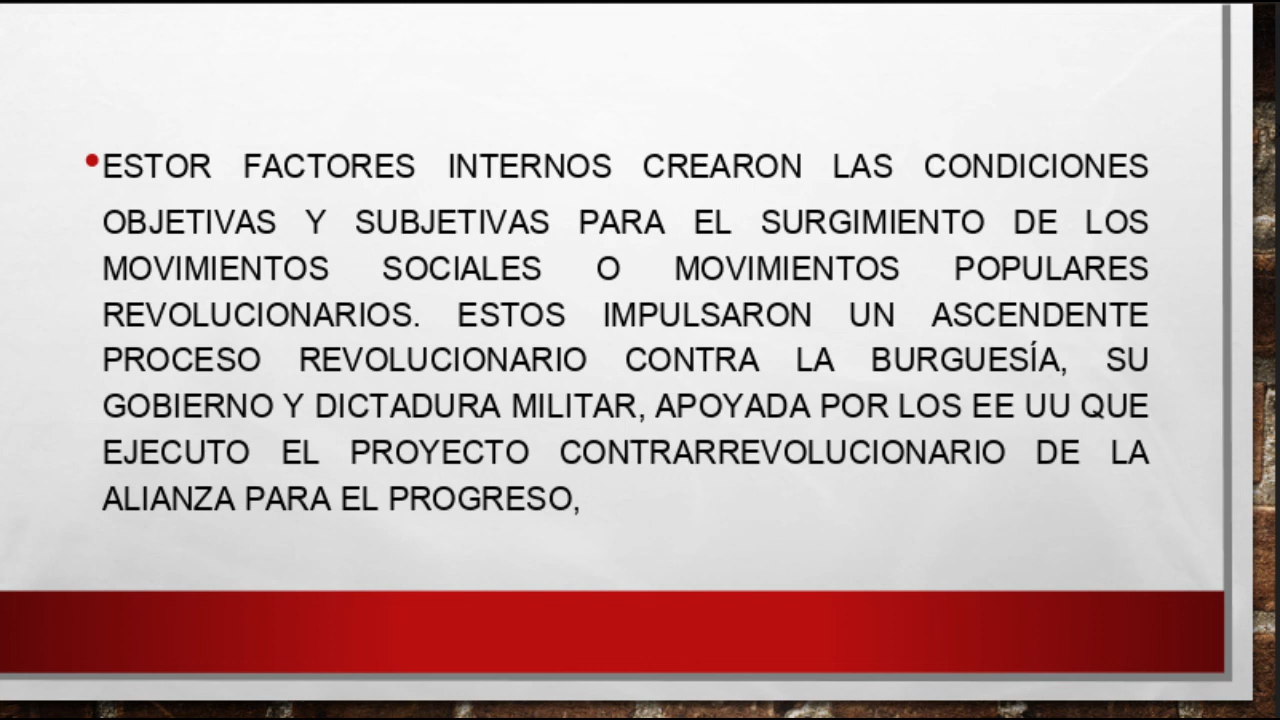 •ESTOR FACTORES INTERNOS CREARON LAS CONDICIONES
OBJETIVAS Y SUBJETIVAS PARA EL SURGIMIENTO DE LOS
MOVIMIENTOS SOCIALES O MOVIMIENTOS POPULARES
REVOLUCIONARIOS. ESTOS IMPULSARON UN ASCENDENTE
PROCESO REVOLUCIONARIO CONTRA LA BURGUESÍA, SU
GOBIERNO Y DICTADURA MILITAR, APOYADA POR LOS EE UU QUE
EJECUTO EL PROYECTO CONTRARREVOLUCIONARIO DE LA
ALIANZA PARA EL PROGRESO,